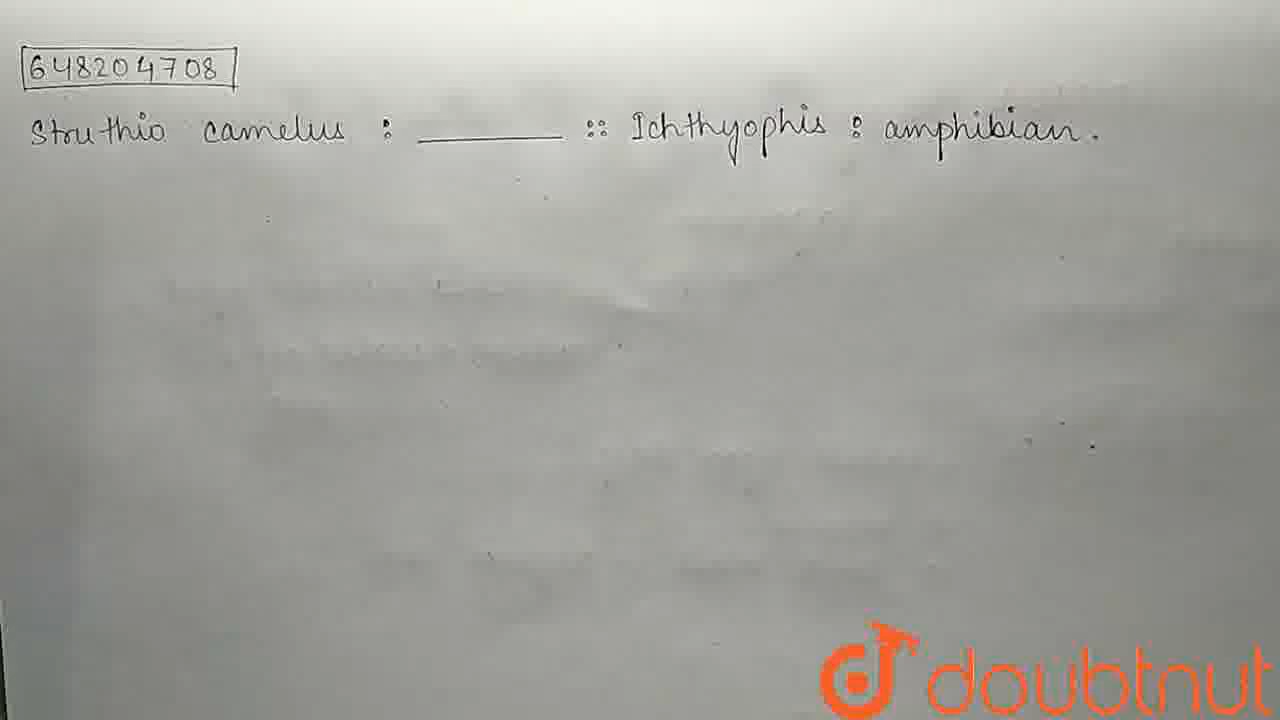 648204708
Struthio camelus : ______ :: Ichthyophis : amphibian.
doubtnut